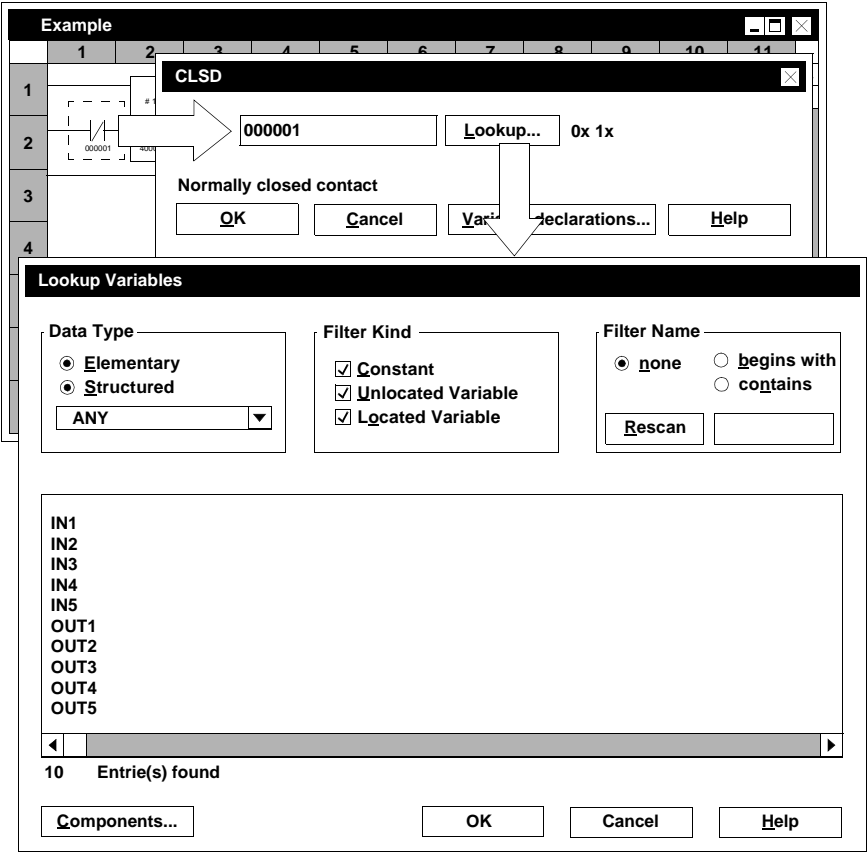 Example
1 2 3 4 5 6 7 8 9 10 11
CLSD
1
# 1
000001 Lookup... 0x 1x
2
000001
Normally closed contact
3
OK Cancel declarations... Help
4
Lookup Variables
Data Type Filter Kind Filter Name
Elementary Constant none begins with
Structured Unlocated Variable contains
ANY Located Variable
Rescan
IN1
IN2
IN3
IN4
IN5
OUT1
OUT2
OUT3
OUT4
OUT5
10 Entrie(s) found
Components... OK Cancel Help